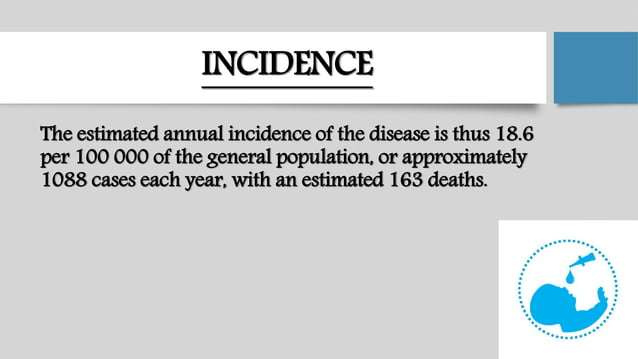 INCIDENCE
The estimated annual incidence of the disease is thus 18.6
per 100 000 of the general population, or approximately
1088 cases each year, with an estimated 163 deaths.